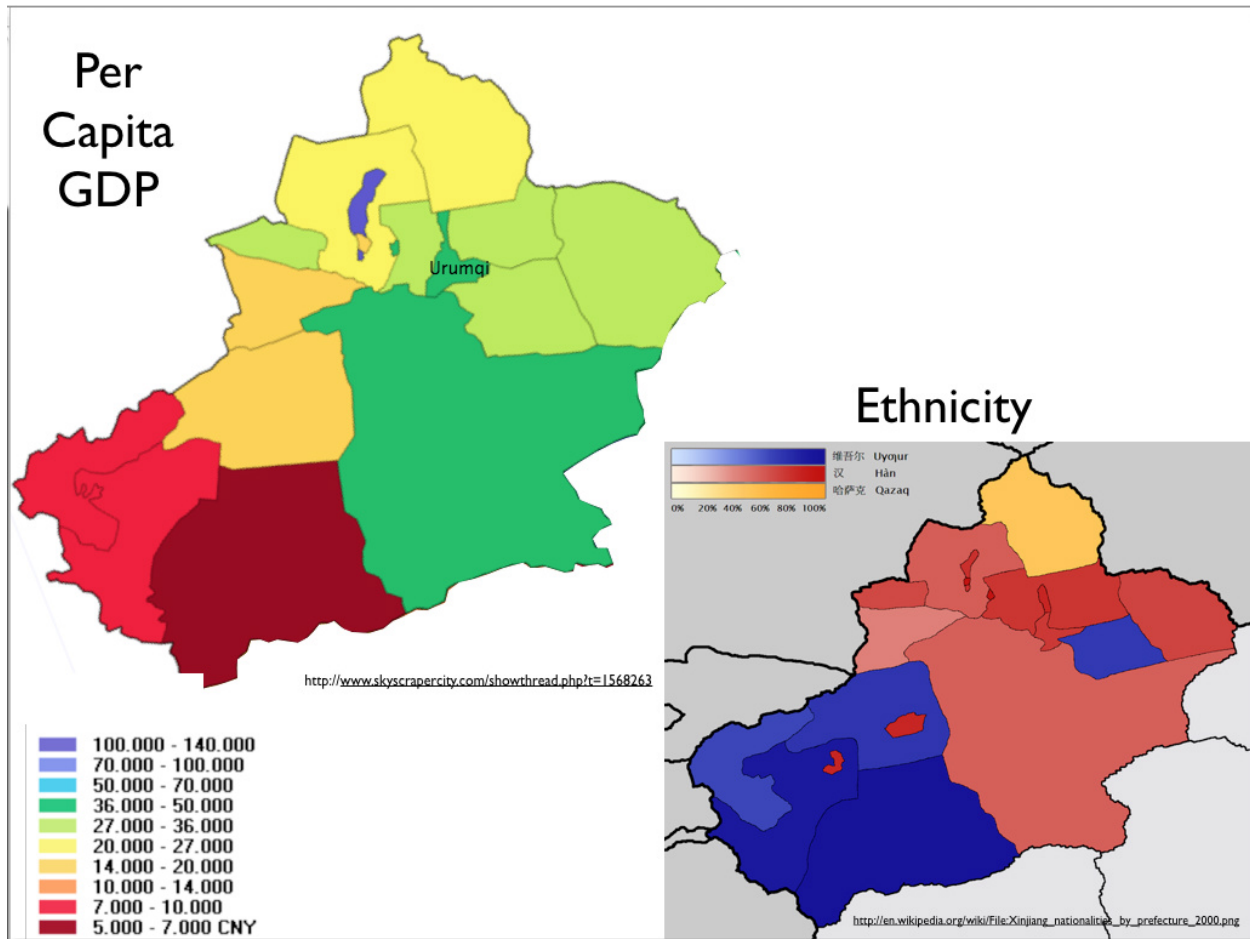 Per
Capita
GDP
Urumqi
http://www.skyscrapercity.com/showthread.php?t=1568263
100.000 - 140.000
70.000 - 100.000
50.000 - 70.000
36.000 - 50.000
27.000 - 36.000
20.000 - 27.000
14.000 - 20.000
10.000 - 14.000
7.000 - 10.000
5.000 - 7.000 CNY
Ethnicity
维吾尔 Uyƣur
汉 Hàn
哈萨克 Qazaq
0% 20% 40% 60% 80% 100%
http://en.wikipedia.org/wiki/File:Xinjiang_nationalities_by_prefecture_2000.png